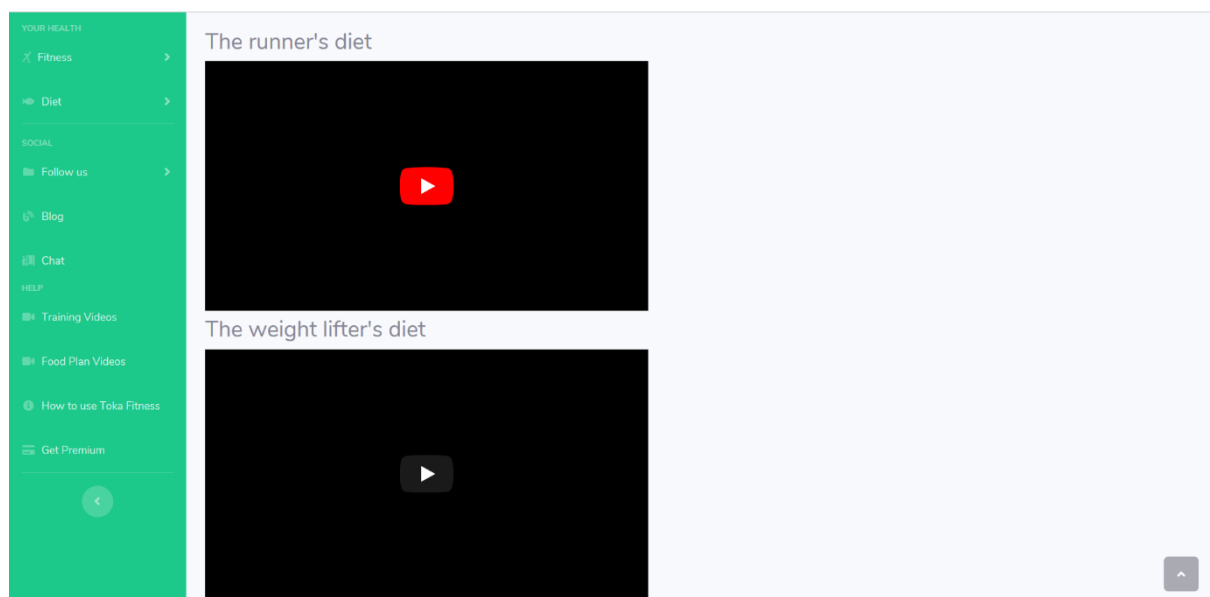 YOUR HEALTH
Fitness
Diet
SOCIAL
Follow us
Blog
Chat
HELP
Training Videos
Food Plan Videos
How to use Toka Fitness
Get Premium
The runner's diet
The weight lifter's diet